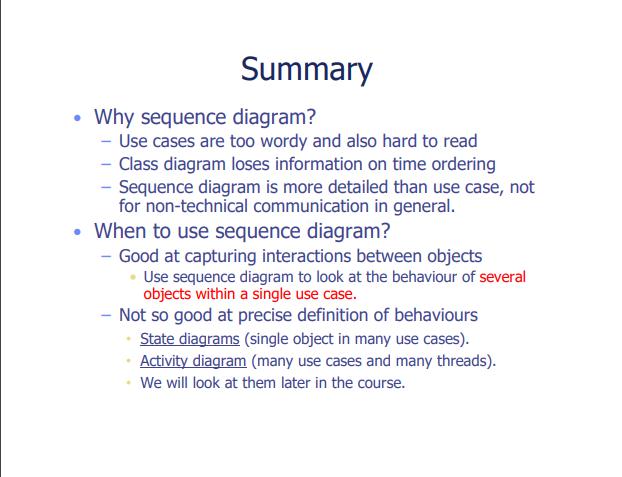 Summary
• Why sequence diagram?
– Use cases are too wordy and also hard to read
– Class diagram loses information on time ordering
– Sequence diagram is more detailed than use case, not
for non-technical communication in general.
• When to use sequence diagram?
– Good at capturing interactions between objects
• Use sequence diagram to look at the behaviour of several
objects within a single use case.
– Not so good at precise definition of behaviours
• State diagrams (single object in many use cases).
• Activity diagram (many use cases and many threads).
• We will look at them later in the course.